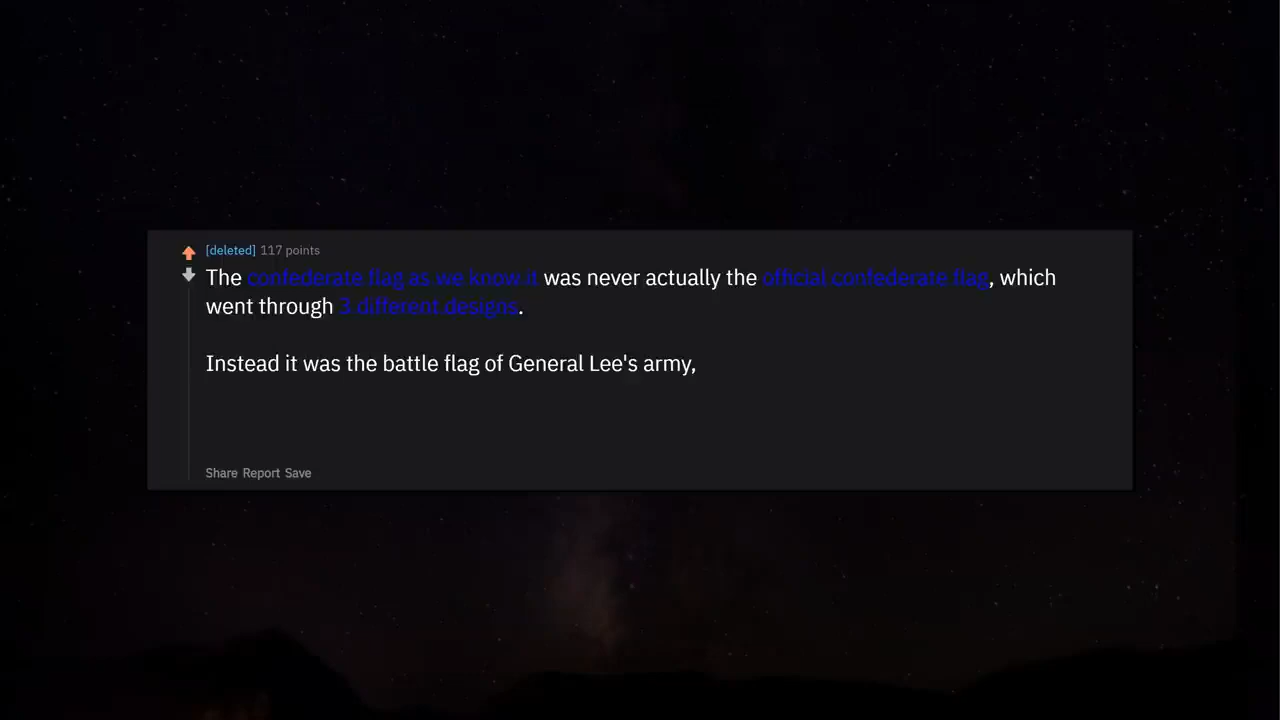 [deleted] 117 points
The confederate flag as we know it was never actually the official confederate flag, which
went through 3 different designs.
Instead it was the battle flag of General Lee's army,
Share Report Save